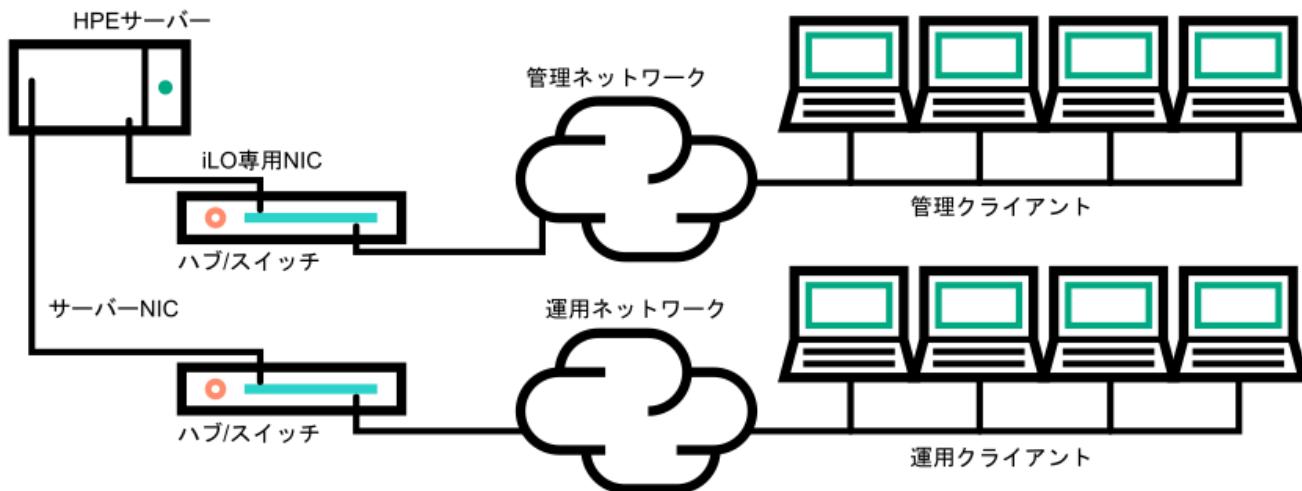 HPEサーバー
管理ネットワーク
iLO専用NIC
管理クライアント
ハブ/スイッチ
サーバーNIC
運用ネットワーク
ハブ/スイッチ
運用クライアント